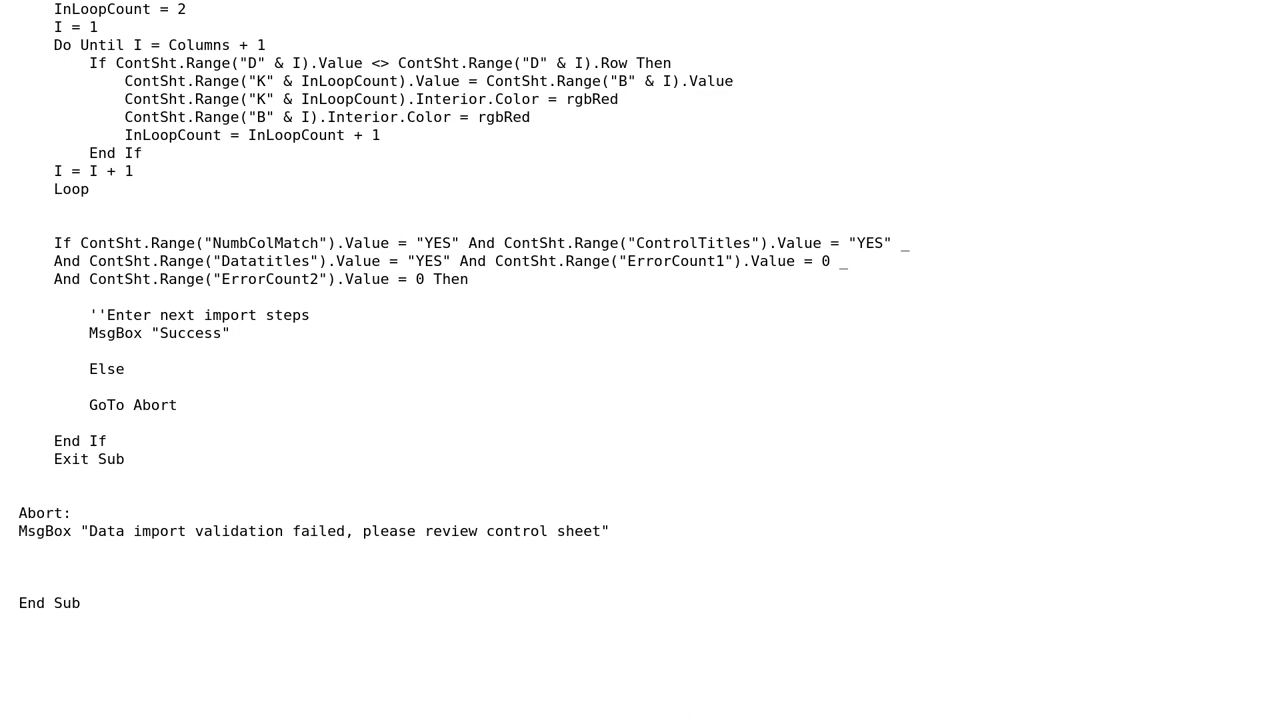 InLoopCount = 2
I = 1
Do Until I = Columns + 1
If ContSht.Range("D" & I).Value <> ContSht.Range("D" & I).Row Then
ContSht.Range("K" & InLoopCount).Value = ContSht.Range("B" & I).Value
ContSht.Range("K" & InLoopCount).Interior.Color = rgbRed
ContSht.Range("B" & I).Interior.Color = rgbRed
InLoopCount = InLoopCount + 1
End If
I = I + 1
Loop
If ContSht.Range("NumbColMatch").Value = "YES" And ContSht.Range("ControlTitles").Value = "YES" _
And ContSht.Range("Datatitles").Value = "YES" And ContSht.Range("ErrorCount1").Value = 0 _
And ContSht.Range("ErrorCount2").Value = 0 Then
''Enter next import steps
MsgBox "Success"
Else
GoTo Abort
End If
Exit Sub
Abort:
MsgBox "Data import validation failed, please review control sheet"
End Sub